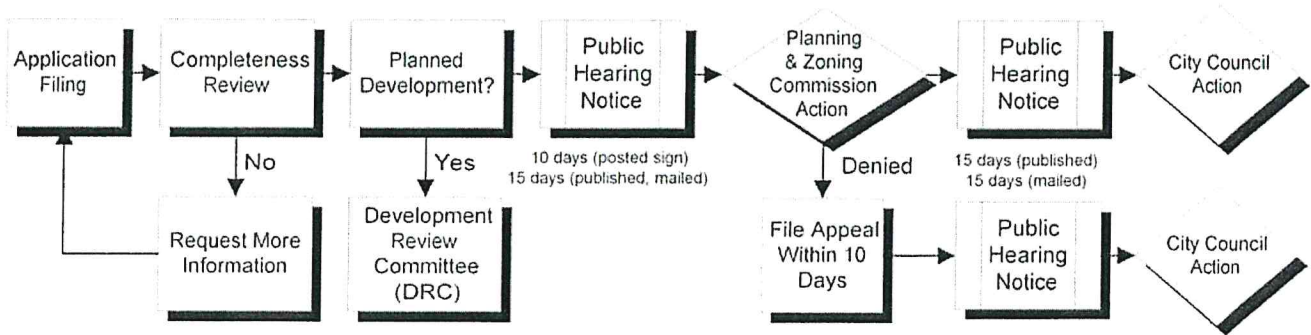 Application
Filing
Completeness
Review
Planned
Development?
Public
Hearing
Notice
10 days (posted sign)
15 days (published, mailed)
Planning
& Zoning
Commission
Action
Public
Hearing
Notice
15 days (published)
15 days (mailed)
City Council
Action
No
Yes
Denied
Request More
Information
Development
Review
Committee
(DRC)
File Appeal
Within 10
Days
Public
Hearing
Notice
City Council
Action